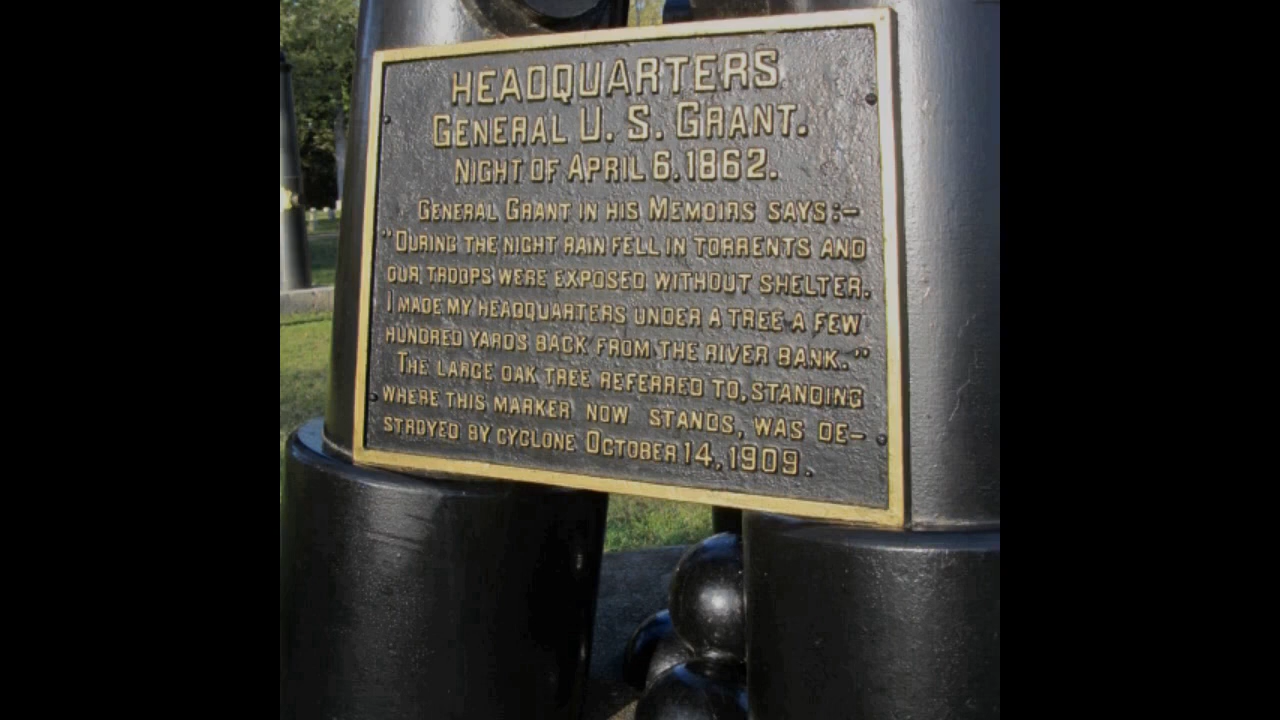 HEADQUARTERS
GENERAL U. S. GRANT.
NIGHT OF APRIL 6, 1862.
GENERAL GRANT IN HIS MEMOIRS SAYS:-
"DURING THE NIGHT RAIN FELL IN TORRENTS AND
OUR TROOPS WERE EXPOSED WITHOUT SHELTER.
I MADE MY HEADQUARTERS UNDER A TREE A FEW
HUNDRED YARDS BACK FROM THE RIVER BANK."
THE LARGE OAK TREE REFERRED TO, STANDING
WHERE THIS MARKER NOW STANDS, WAS DE-
STROYED BY CYCLONE OCTOBER 14, 1909.